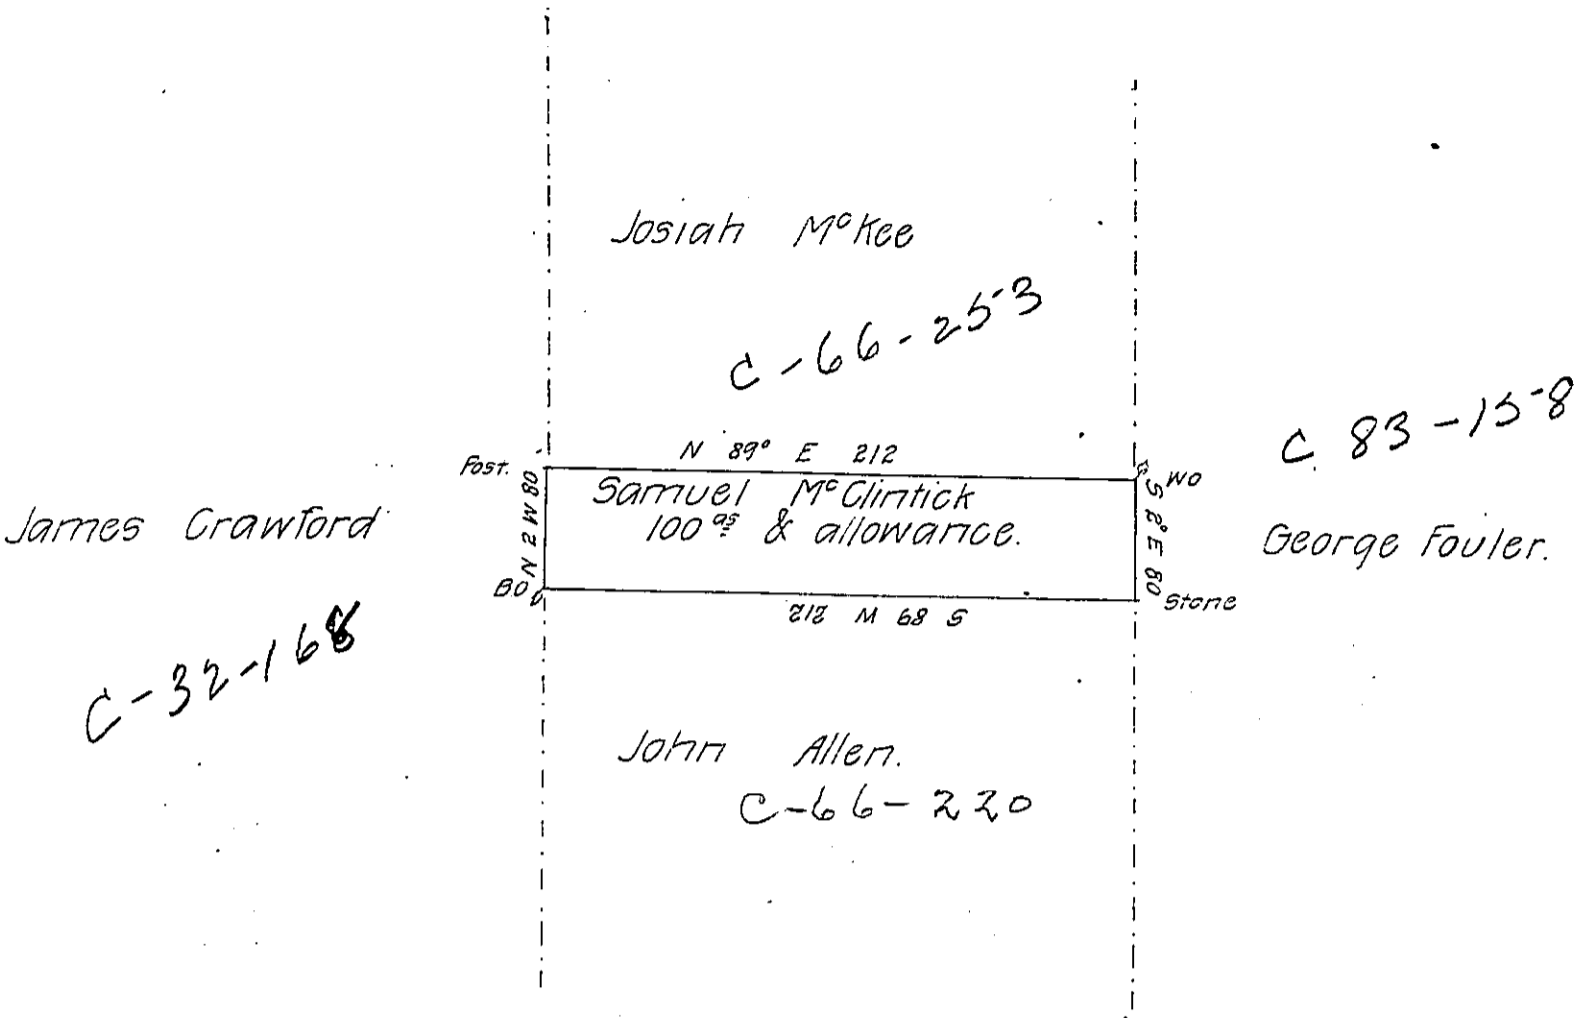 Josiah McKee
C-66-253
C 83-158
N 89° E 212
Post.
WO
N 2 W 80
Samuel McClintick
100 as & allowance.
S 2° E 80
James Crawford
George Fouler.
BO
Stone
S 89 W 212
C-32-168
John Allen.
C-66-220